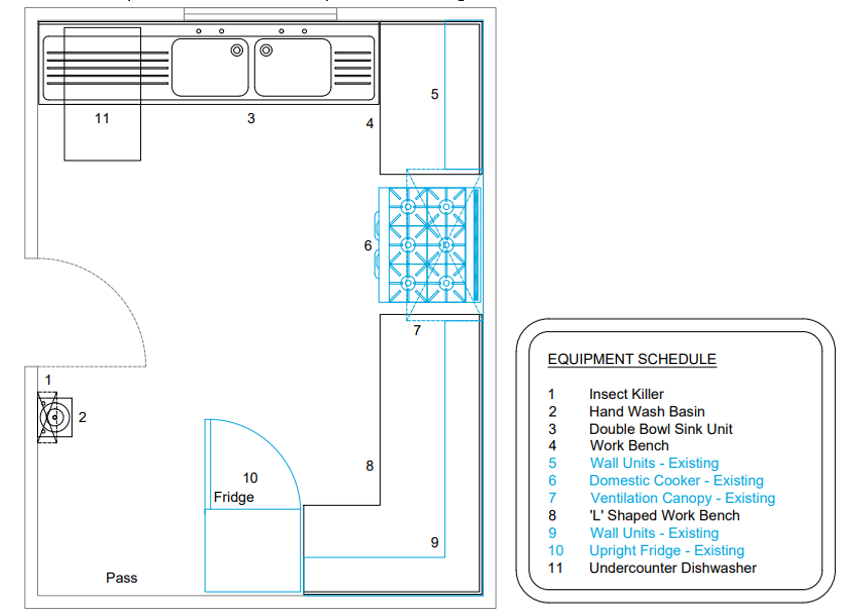 5
11
3
4
6
7
1
2
8
10
Fridge
9
Pass
EQUIPMENT SCHEDULE
1 Insect Killer
2 Hand Wash Basin
3 Double Bowl Sink Unit
4 Work Bench
5 Wall Units - Existing
6 Domestic Cooker - Existing
7 Ventilation Canopy - Existing
8 'L' Shaped Work Bench
9 Wall Units - Existing
10 Upright Fridge - Existing
11 Undercounter Dishwasher